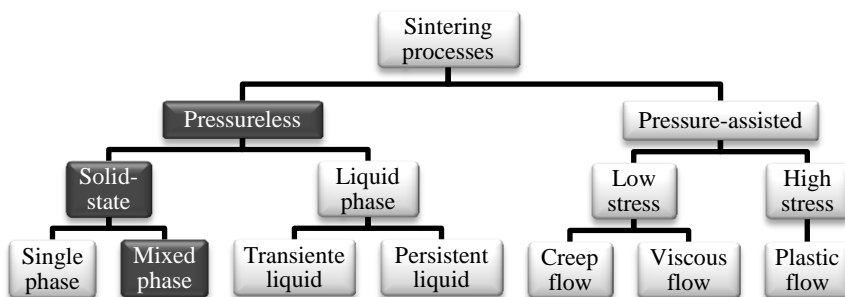 Sintering
processes
Pressureless
Pressure-assisted
Solid-
state
Liquid
phase
Low
stress
High
stress
Single
phase
Mixed
phase
Transiente
liquid
Persistent
liquid
Creep
flow
Viscous
flow
Plastic
flow